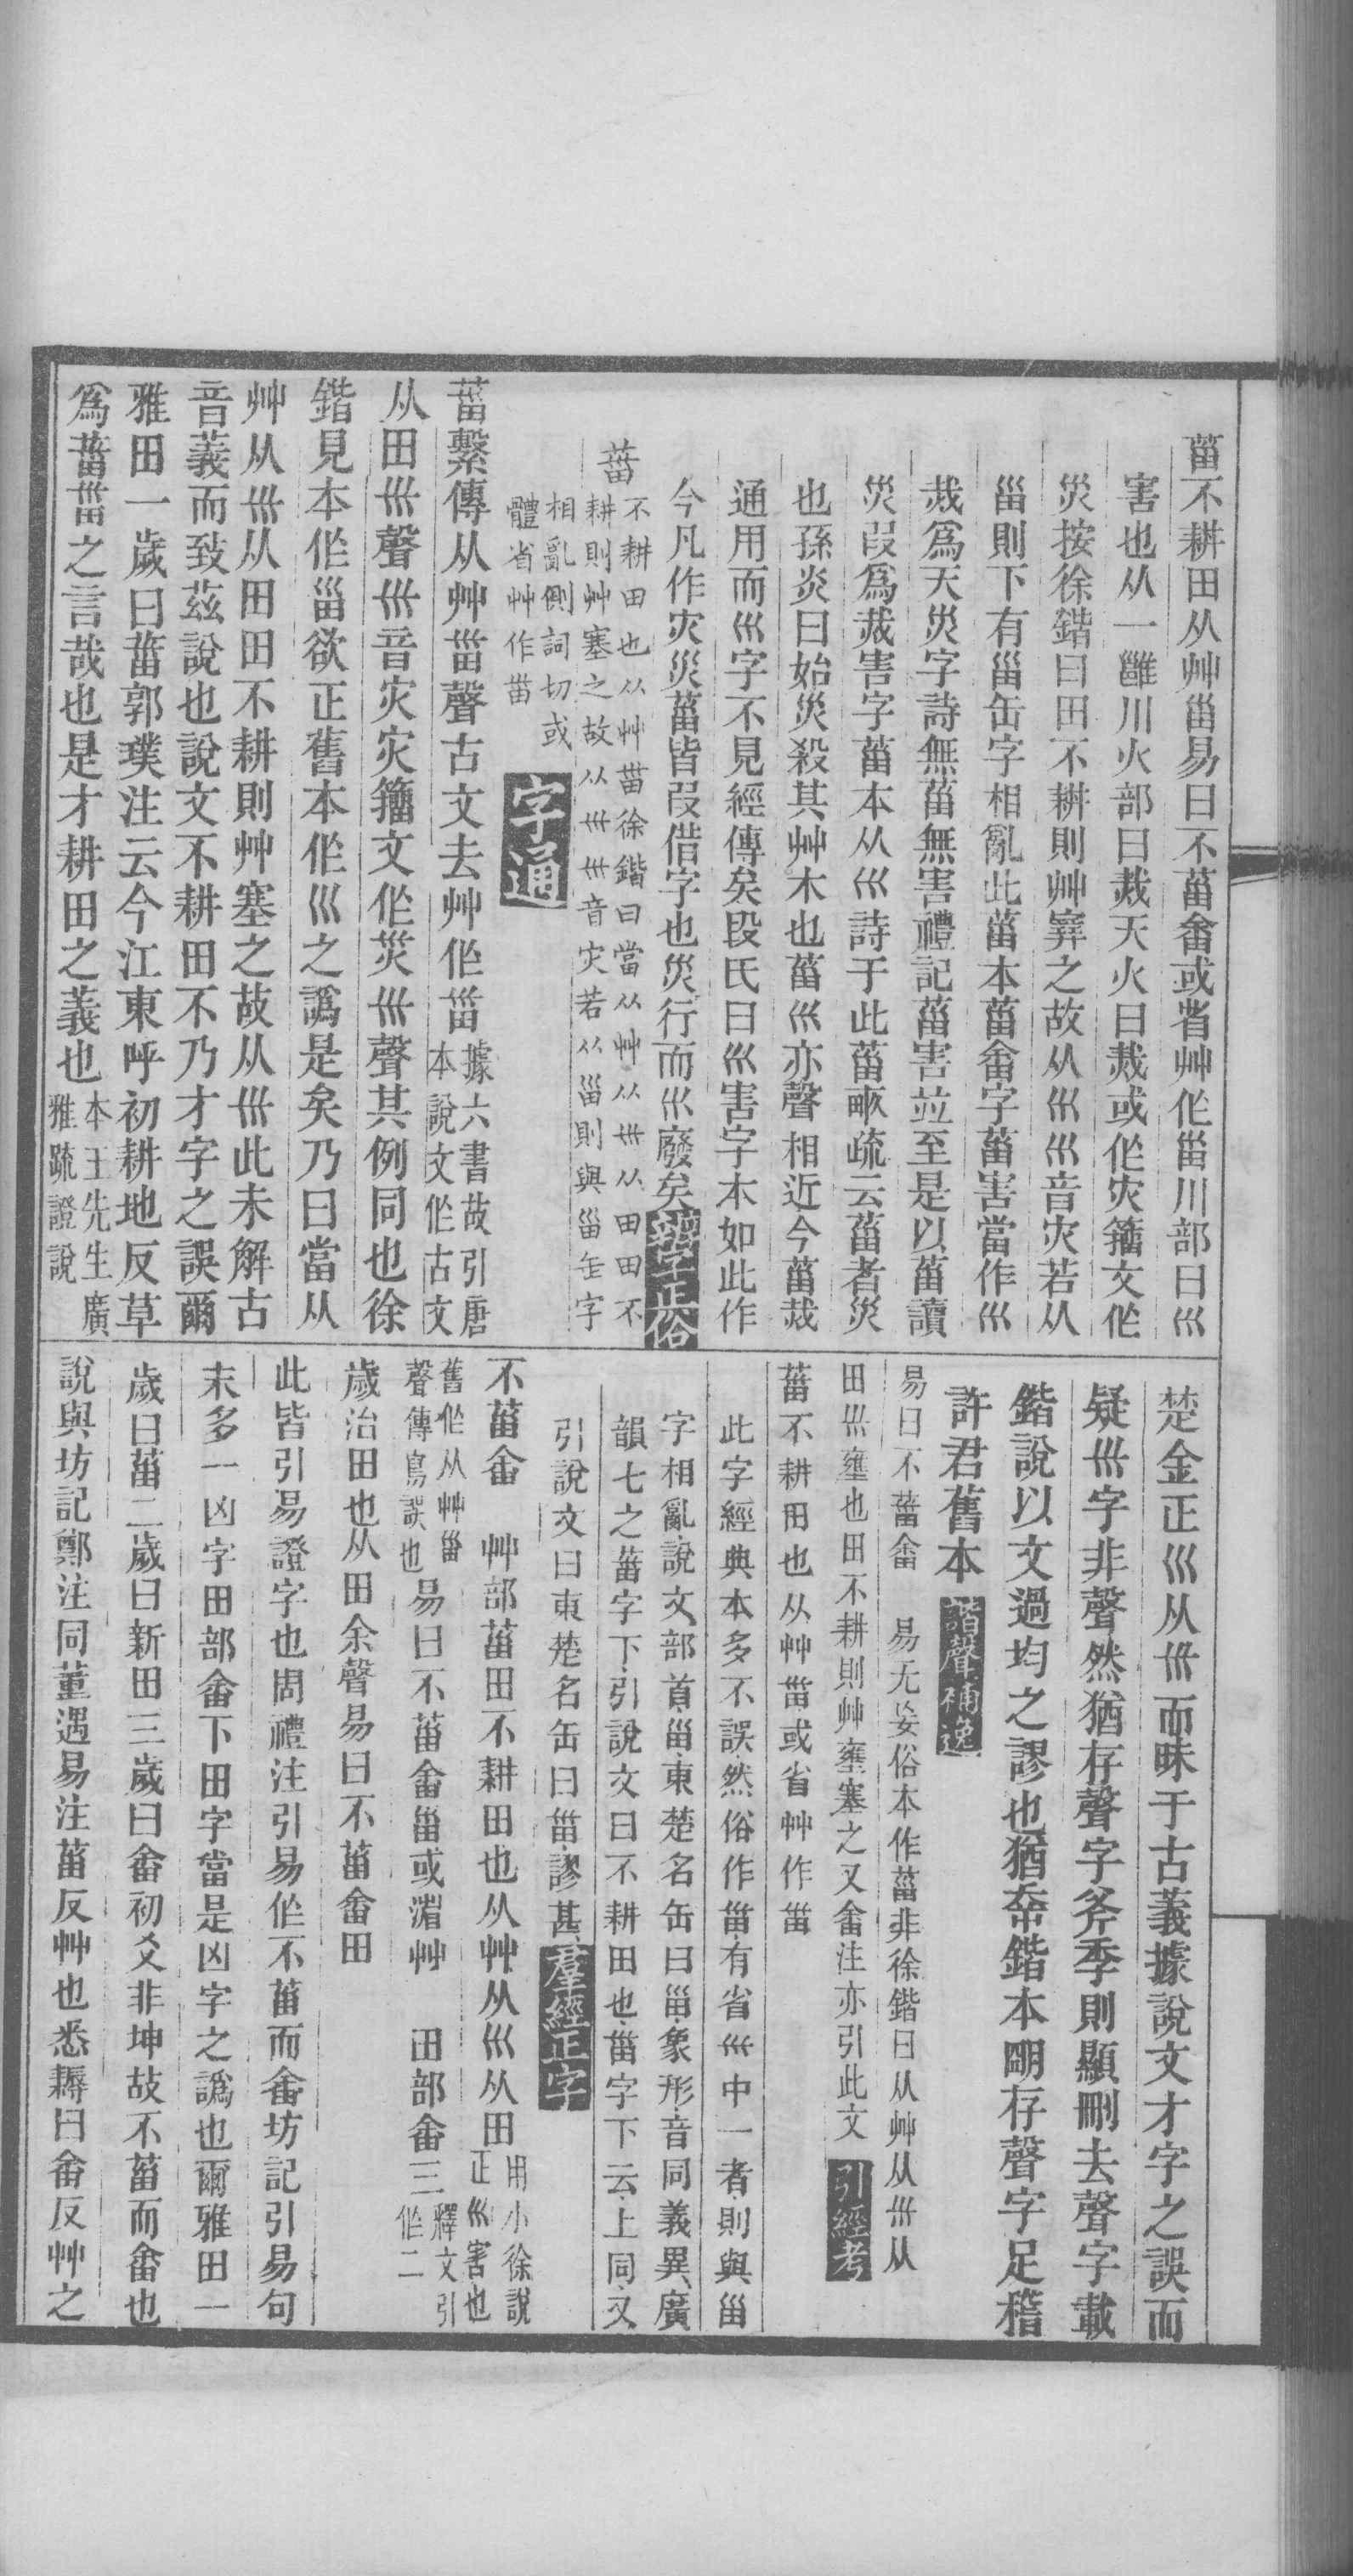 菑不耕田从艸甾易曰不菑畬或省艸作甾川部曰巛
害也从一雝川火部曰烖天火曰烖或作灾籀文作
災按徐鍇曰田不耕則艸穽之故从巛巛音灾若从
甾則下有甾缶字相亂此菑本菑畬字菑害當作巛
烖爲天災字詩無菑無害禮記菑害竝至是以菑讀
災叚爲烖害字菑本从巛詩于此菑畝疏云菑者災
也孫炎曰始災殺其艸木也菑巛亦聲相近今菑烖
通用而巛字不見經傳矣段氏曰巛害字本如此作
今凡作灾災菑皆叚借字也災行而巛廢矣辨正俗
菑不耕田也从艸甾徐鍇曰當从艸从巛从田田不
耕則艸塞之故从巛巛音灾若从甾則與甾缶字
相亂側詞切或
體省艸作甾
字通
菑繫傳从艸甾聲古文去艸作甾據六書故引唐
本說文作古文
从田巛聲巛音灾灾籀文作災巛聲其例同也徐
鍇見本作甾欲正舊本作巛之譌是矣乃曰當从
艸从巛从田田不耕則艸塞之故从巛此未解古
音義而致茲說也說文不耕田不乃才字之誤爾
雅田一歲曰菑郭璞注云今江東呼初耕地反草
爲菑甾之言哉也是才耕田之義也本王先生廣
雅疏證說
楚金正巛从巛而昧于古義據說文才字之誤而
疑巛字非聲然猶存聲字斧季則顯刪去聲字載
鍇說以文過均之謬也猶幸鍇本朙存聲字足稽
許君舊本諧聲補逸
易曰不菑畬　易无妄俗本作菑非徐鍇曰从艸从巛从
田巛壅也田不耕則艸壅塞之又畬注亦引此文引經考
菑不耕田也从艸甾或省艸作甾
此字經典本多不誤然俗作甾有省巛中一者則與甾
字相亂說文部首甾東楚名缶曰甾象形音同義異廣
韻七之菑字下引說文曰不耕田也甾字下云上同又
引說文曰東楚名缶曰甾謬甚羣經正字
不菑畬　艸部菑田不耕田也从艸从巛从田用小徐說
正巛害也
舊作从艸甾
聲傳寫誤也易曰不菑畬甾或湽艸　田部畬三釋文引
作二
歲治田也从田余聲易曰不菑畬田
此皆引易證字也周禮注引易作不菑而畬坊記引易句
末多一凶字田部畬下田字當是凶字之譌也爾雅田一
歲曰菑二歲曰新田三歲曰畬初爻非坤故不菑而畬也
說與坊記鄭注同董遇易注菑反艸也悉耨曰畬反艸之